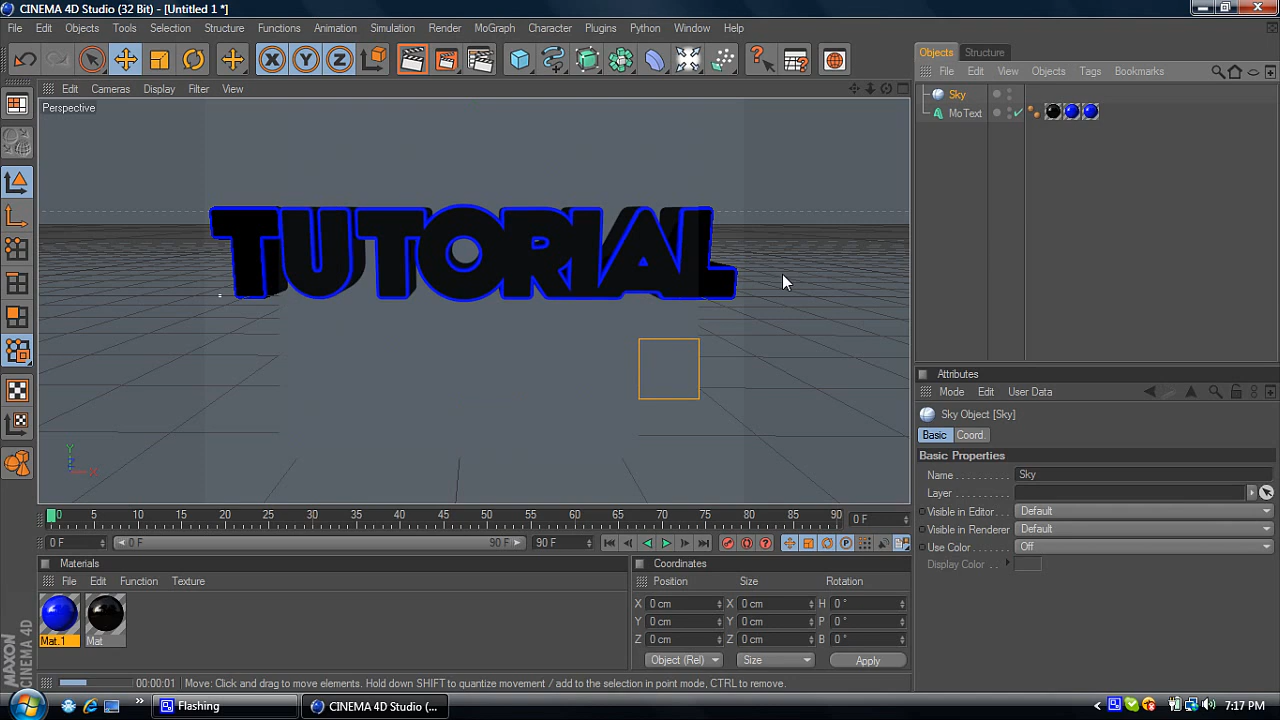 CINEMA 4D Studio (32 Bit) - [Untitled 1 *]
File Edit Objects Tools Selection Structure Functions Animation Simulation Render MoGraph Character Plugins Python Window Help
Objects Structure
File Edit View Objects Tags Bookmarks
Edit Cameras Display Filter View
Perspective
Sky
MoText
TUTORIAL
Y
Z
X
Attributes
Mode Edit User Data
Sky Object [Sky]
Basic Coord.
Basic Properties
Name Sky
Layer
Visible in Editor Default
Visible in Renderer Default
Use Color Off
Display Color
0 5 10 15 20 25 30 35 40 45 50 55 60 65 70 75 80 85 90 0 F
0 F 0 F 90 F 90 F
Materials
File Edit Function Texture
Mat.1 Mat
Coordinates
Position Size Rotation
X 0 cm X 0 cm H 0 °
Y 0 cm Y 0 cm P 0 °
Z 0 cm Z 0 cm B 0 °
Object (Rel) Size Apply
MAXON
CINEMA 4D
00:00:01 Move: Click and drag to move elements. Hold down SHIFT to quantize movement / add to the selection in point mode, CTRL to remove.
Flashing CINEMA 4D Studio (... 7:17 PM